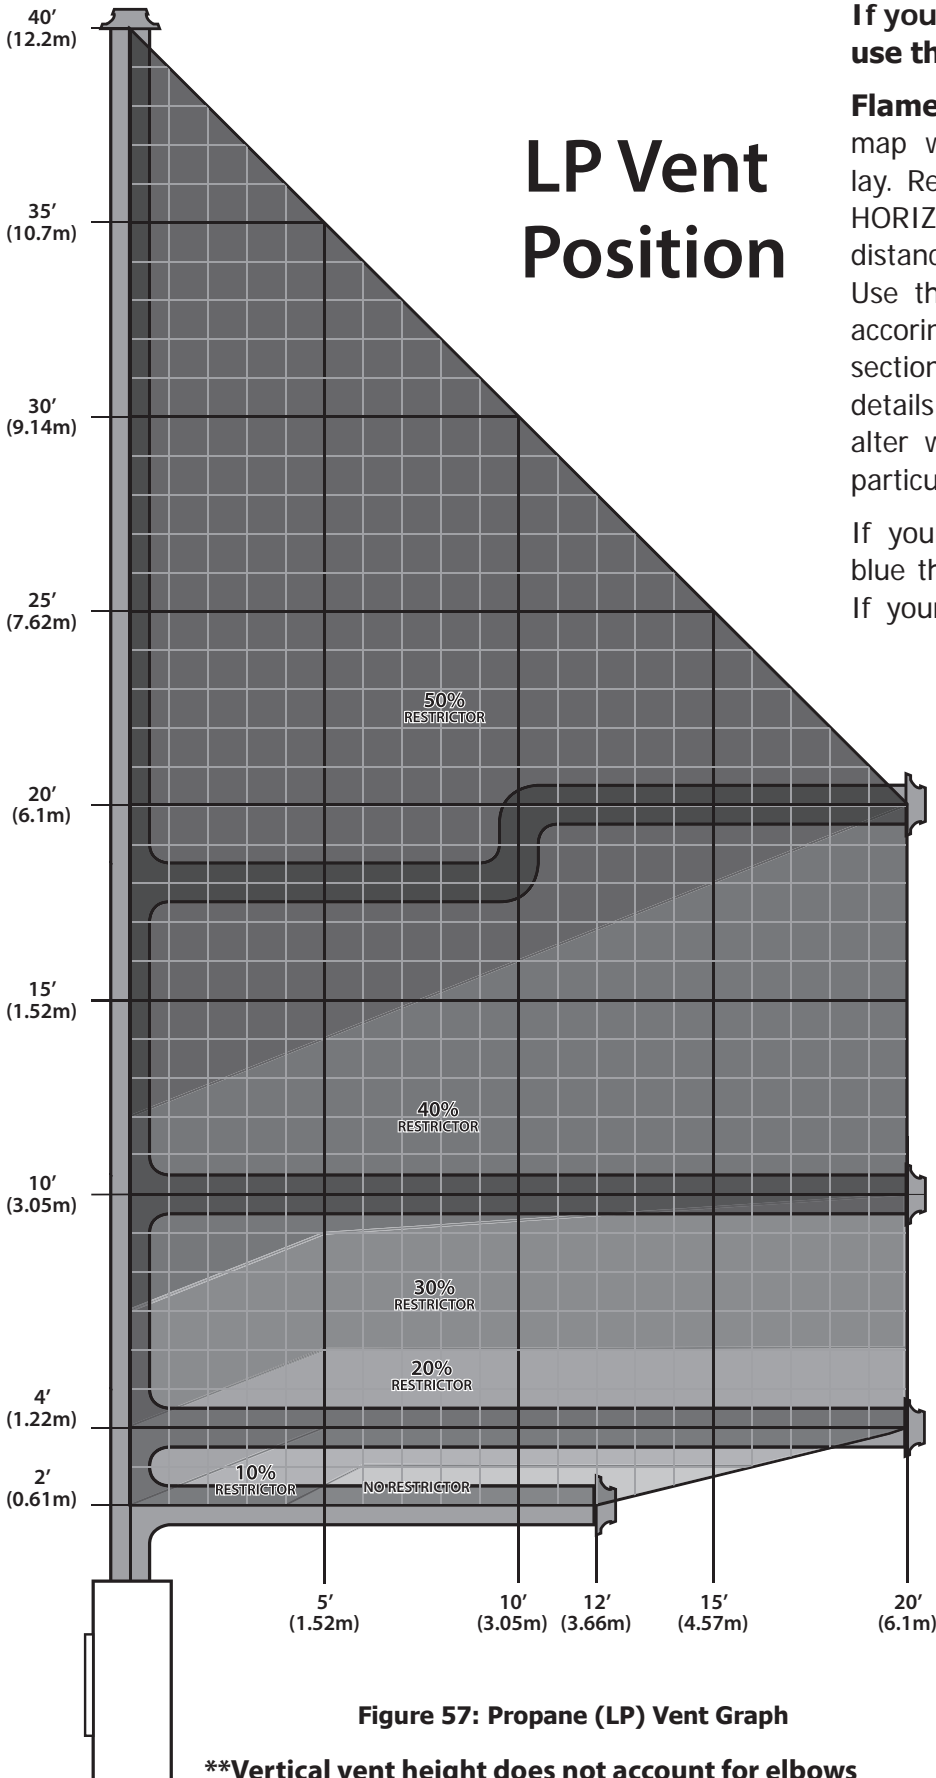 40’
(12.2m)
35’
(10.7m)
30’
(9.14m)
25’
(7.62m)
20’
(6.1m)
15’
(1.52m)
10’
(3.05m)
4’
(1.22m)
2’
(0.61m)
LP Vent
Position
50%
RESTRICTOR
40%
RESTRICTOR
30%
RESTRICTOR
20%
RESTRICTOR
10%
RESTRICTOR
NO RESTRICTOR
5’
(1.52m)
10’
(3.05m)
12’
(3.66m)
15’
(4.57m)
20’
(6.1m)
If you
use th
Flame
map w
lay. Re
HORIZ
distanc
Use th
accorin
section
details
alter w
particu
If you
blue th
If your
Figure 57: Propane (LP) Vent Graph
**Vertical vent height does not account for elbows